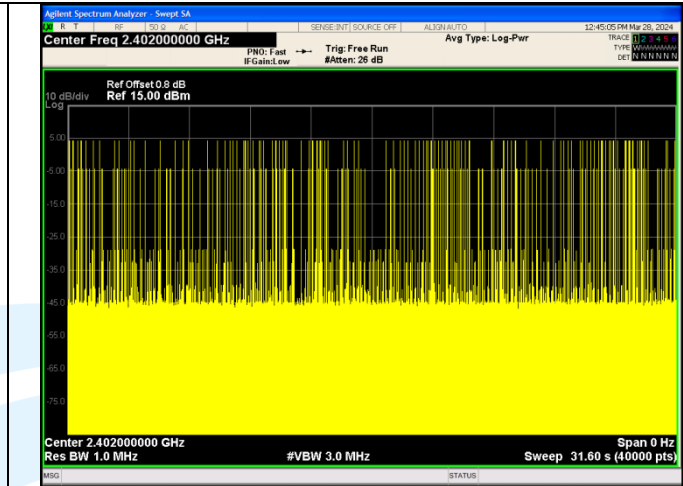 Agilent Spectrum Analyzer - Swept SA
R T RF 50 Ω AC SENSE:INT SOURCE OFF ALIGN AUTO 12:45:05 PM Mar 28, 2024
Center Freq 2.402000000 GHz Avg Type: Log-Pwr TRACE 1 2 3 4 5 6
PNO: Fast Trig: Free Run TYPE
IFGain:Low #Atten: 26 dB DET N N N N N N
Ref Offset 0.8 dB
10 dB/div Ref 15.00 dBm
Log
5.00
-5.00
-15.0
-25.0
-35.0
-45.0
-55.0
-65.0
-75.0
Center 2.402000000 GHz Span 0 Hz
Res BW 1.0 MHz #VBW 3.0 MHz Sweep 31.60 s (40000 pts)
MSG STATUS